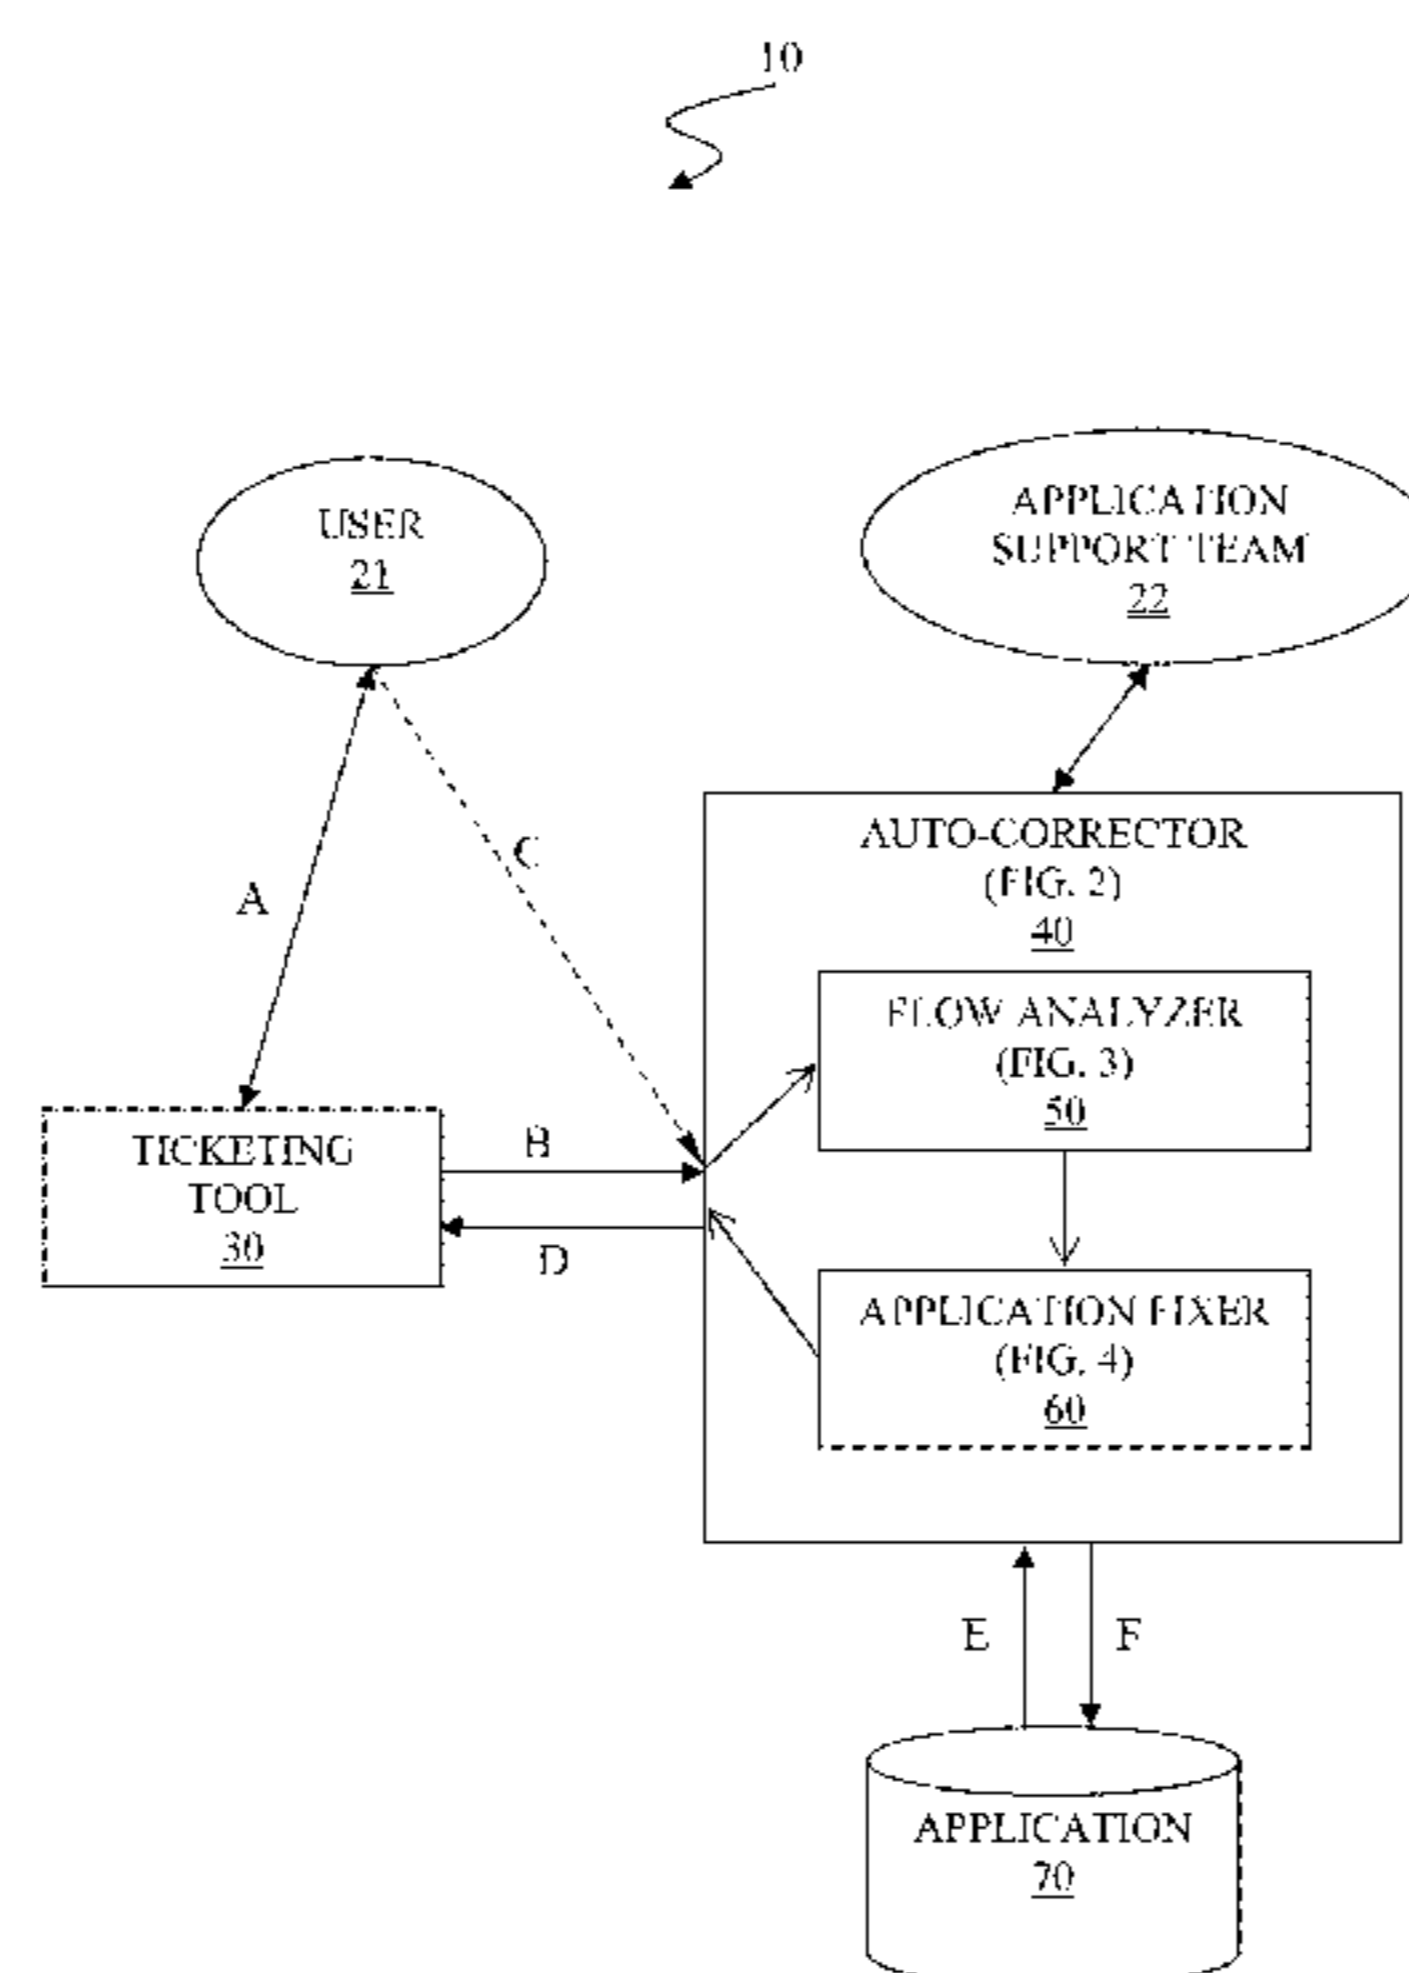 10
USER
21
APPLICATION
SUPPORT TEAM
22
C
A
AUTO-CORRECTOR
(FIG. 2)
40
FLOW ANALYZER
(FIG. 3)
50
B
TICKETING
TOOL
30
D
APPLICATION FIXER
(FIG. 4)
60
E
F
APPLICATION
70